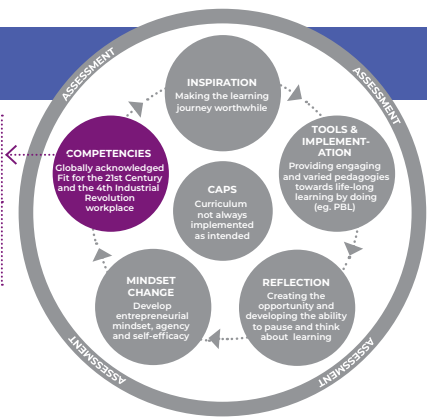 ASSESSMENT
ASSESSMENT
INSPIRATION
Making the learning
journey worthwhile
TOOLS &
IMPLEMENT-
ATION
Providing engaging
and varied pedagogies
towards life-long
learning by doing
(eg. PBL)
COMPETENCIES
Globally acknowledged
Fit for the 21st Century
and the 4th Industrial
Revolution
workplace
CAPS
Curriculum
not always
implemented
as intended
MINDSET
CHANGE
Develop
entrepreneurial
mindset, agency
and self-efficacy
REFLECTION
Creating the
opportunity and
developing the ability
to pause and think
about learning
ASSESSMENT
ASSESSMENT